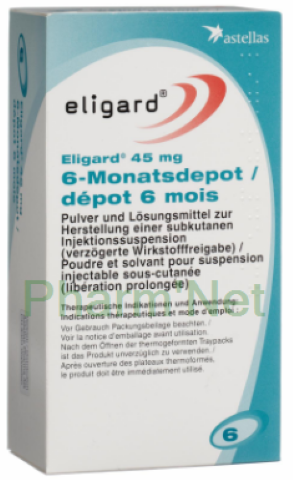 astellas
eligard®
Eligard® 45 mg
6-Monatsdepot /
dépot 6 mois
Pulver und Lösungsmittel zur
Herstellung einer subkutanen
Injektionssuspension
(verzögerte Wirkstofffreigabe) /
Poudre et solvant pour suspension
injectable sous-cutanée
(libération prolongée)
Therapeutische Indikationen und Anwendung
Indications thérapeutiques et mode d'emploi
Vor Gebrauch Packungsbeilage beachten. /
Voir la notice d'emballage avant utilisation.
Nach dem Öffnen der thermogeformten Traypacks
ist das Produkt unverzüglich zu verwenden. /
Après ouverture des plateaux thermoformés,
le produit doit être immédiatement utilisé.
6